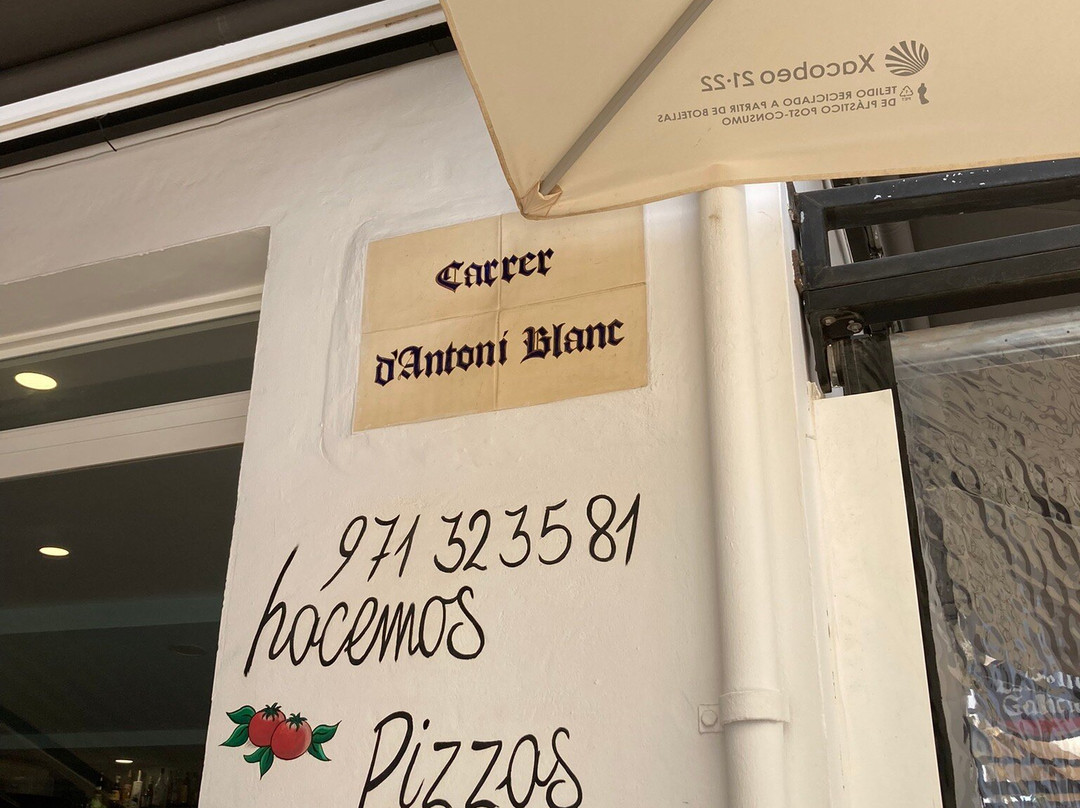 Xacobeo 21·22
TEJIDO RECICLADO A PARTIR DE BOTELLAS
DE PLÁSTICO POST-CONSUMO
Carrer
d'Antoni Blanc
971 32 35 81
hacemos
Pizzas